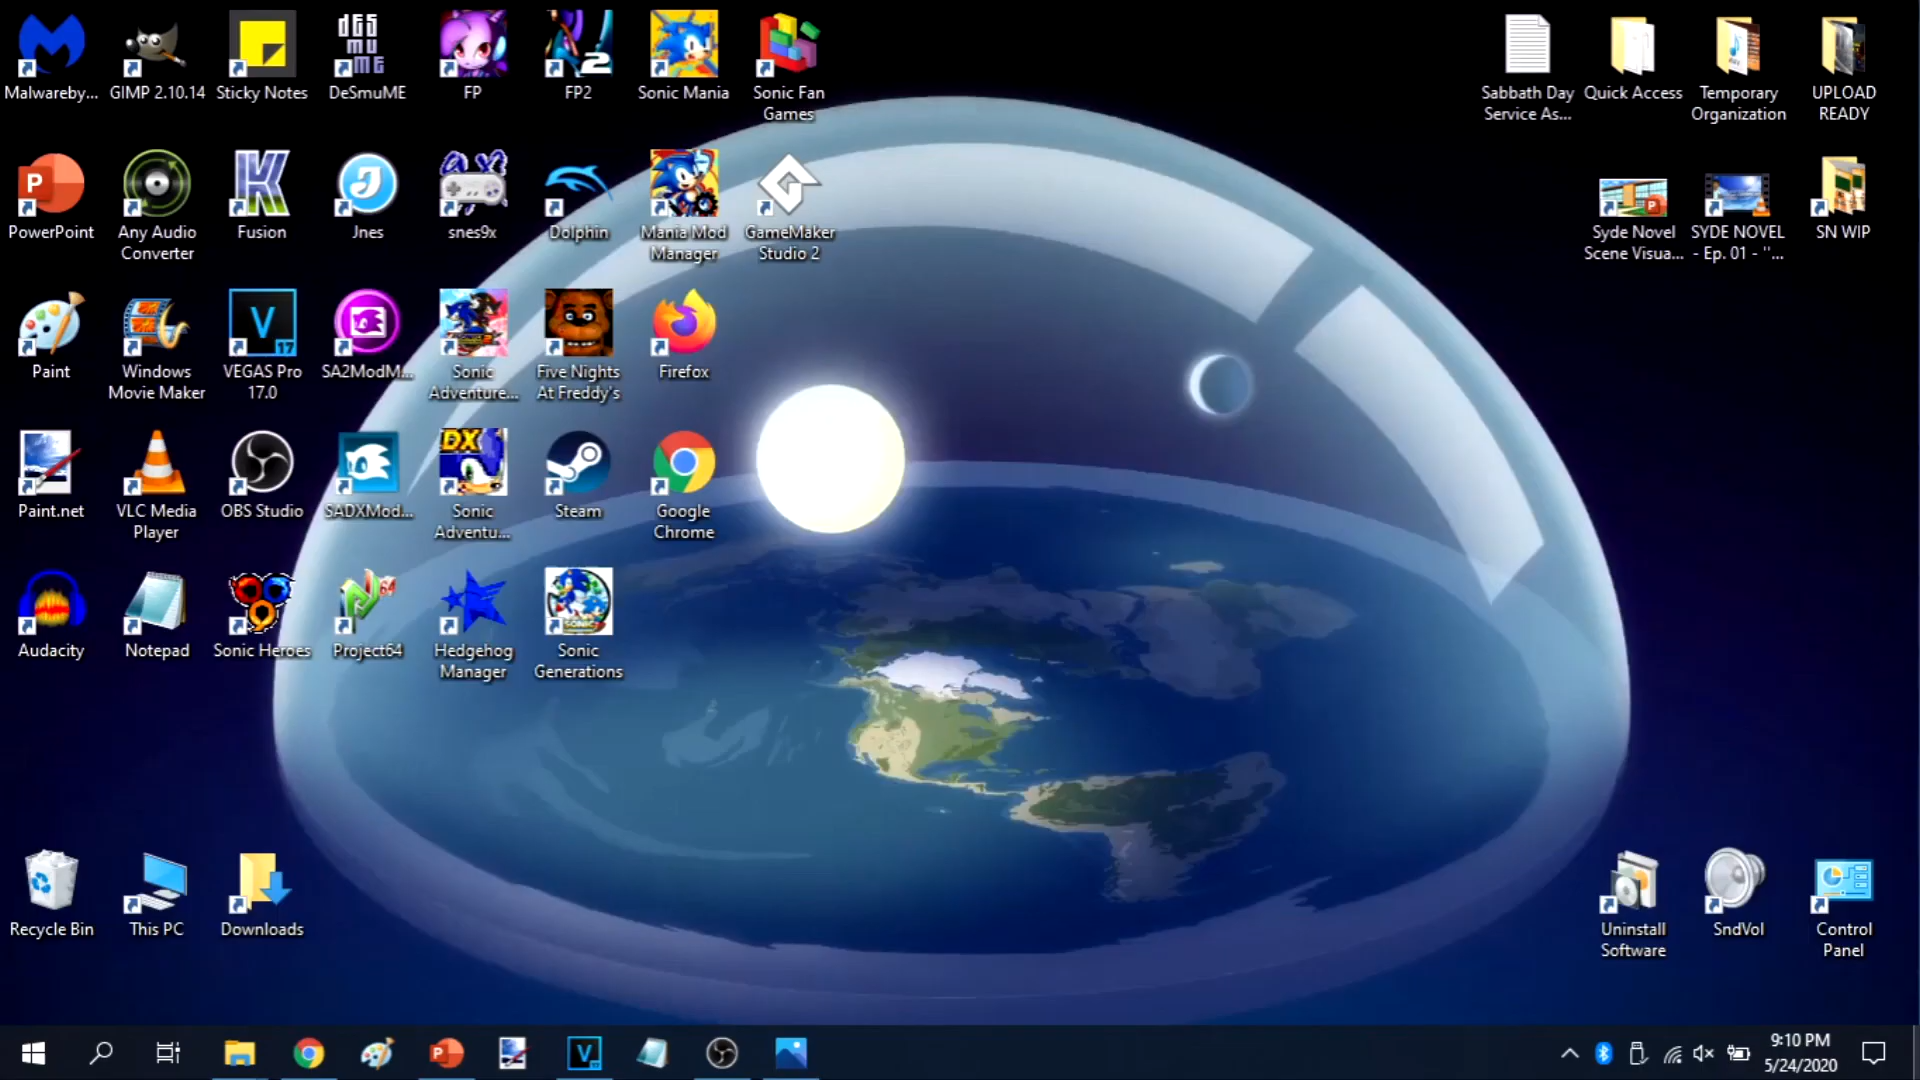 Malwareby...
GIMP 2.10.14
Sticky Notes
DeSmuME
FP
FP2
Sonic Mania
Sonic Fan
Games
Sabbath Day
Service As...
Quick Access
Temporary
Organization
UPLOAD
READY
PowerPoint
Any Audio
Converter
Fusion
Jnes
snes9x
Dolphin
Mania Mod
Manager
GameMaker
Studio 2
Syde Novel
Scene Visua...
SYDE NOVEL
- Ep. 01 - "...
SN WIP
Paint
Windows
Movie Maker
VEGAS Pro
17.0
SA2ModM...
Sonic
Adventure...
Five Nights
At Freddy's
Firefox
Paint.net
VLC Media
Player
OBS Studio
SADXMod...
Sonic
Adventu...
Steam
Google
Chrome
Audacity
Notepad
Sonic Heroes
Project64
Hedgehog
Manager
Sonic
Generations
Recycle Bin
This PC
Downloads
Uninstall
Software
SndVol
Control
Panel
9:10 PM
5/24/2020